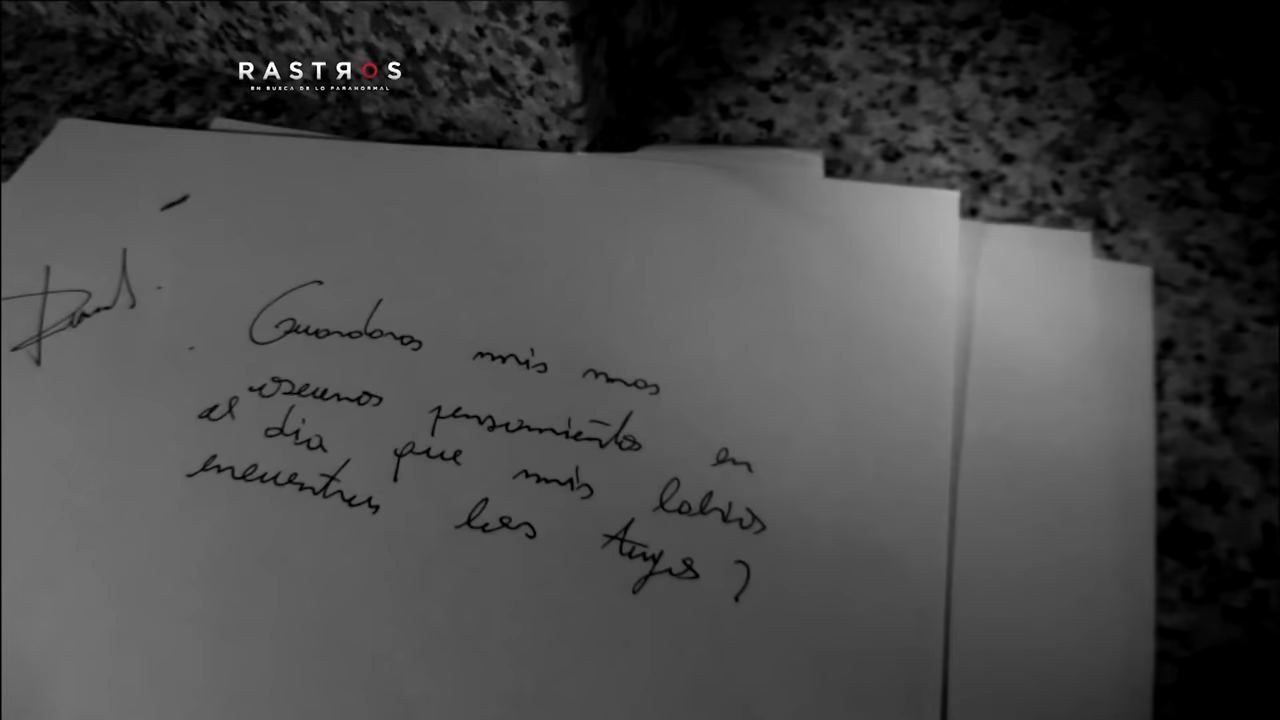 RASTROS
EN BUSCA DE LO PARANORMAL
Guardaras mis mas
oscuros pensamientos en
al dia que mis labios
encuentren los tuyos ?